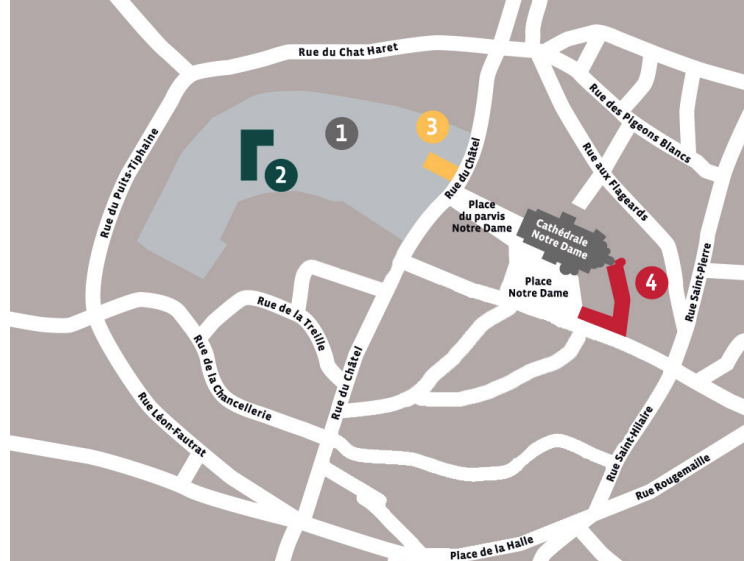 Rue du Chat Haret
Rue des Pigeons Blancs
Rue du Puits-Tiphaine
1
3
2
Rue du Châtel
Rue aux Flageards
Place
du parvis
Notre Dame
Cathédrale
Notre Dame
Place
Notre Dame
4
Rue Saint-Pierre
Rue de la Treille
Rue de la Chancellerie
Rue du Châtel
Rue Léon-Fautrat
Rue Saint-Hilaire
Rue Rougemaille
Place de la Halle